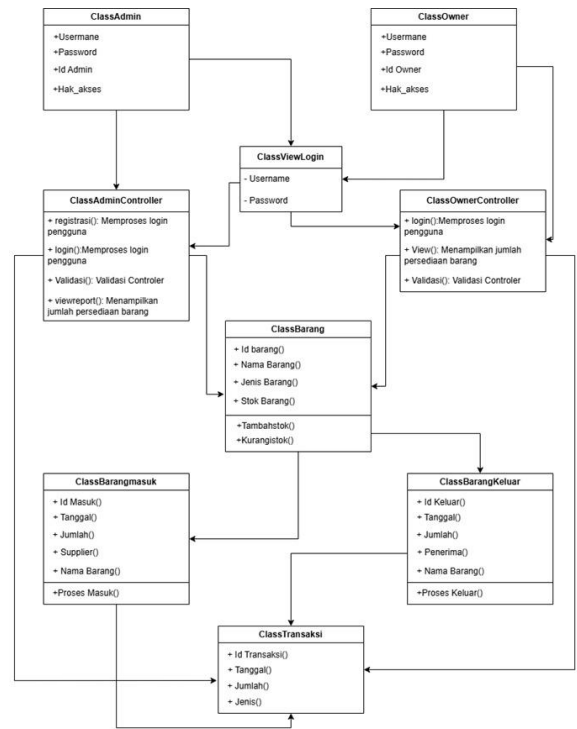 ClassAdmin
+Usermane
+Password
+Id Admin
+Hak_akses
ClassOwner
+Usermane
+Password
+Id Owner
+Hak_akses
ClassViewLogin
- Username
- Password
ClassAdminController
+ registrasi(): Memproses login
pengguna
+ login():Memproses login
pengguna
+ Validasi(): Validasi Controler
+ viewreport(): Menampilkan
jumlah persediaan barang
ClassOwnerController
+ login():Memproses login
pengguna
+ View(): Menampilkan jumlah
persediaan barang
+ Validasi(): Validasi Controler
ClassBarang
+ Id barang()
+ Nama Barang()
+ Jenis Barang()
+ Stok Barang()
+Tambahstok()
+Kurangistok()
ClassBarangmasuk
+ Id Masuk()
+ Tanggal()
+ Jumlah()
+ Supplier()
+ Nama Barang()
+Proses Masuk()
ClassBarangKeluar
+ Id Keluar()
+ Tanggal()
+ Jumlah()
+ Penerima()
+ Nama Barang()
+Proses Keluar()
ClassTransaksi
+ Id Transaksi()
+ Tanggal()
+ Jumlah()
+ Jenis()